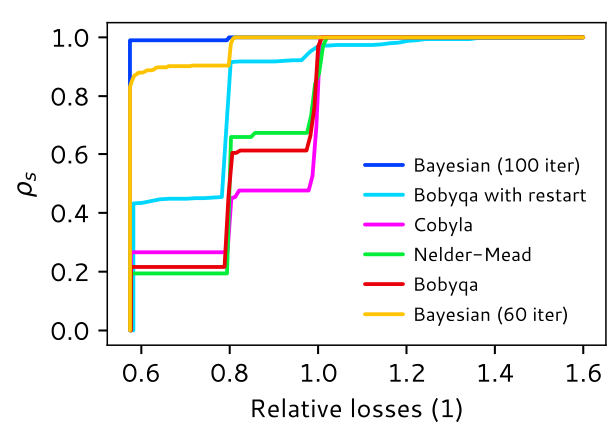 1.0
0.8
0.6
0.4
0.2
0.0
ρs
Bayesian (100 iter)
Bobyqa with restart
Cobyla
Nelder-Mead
Bobyqa
Bayesian (60 iter)
0.6 0.8 1.0 1.2 1.4 1.6
Relative losses (1)